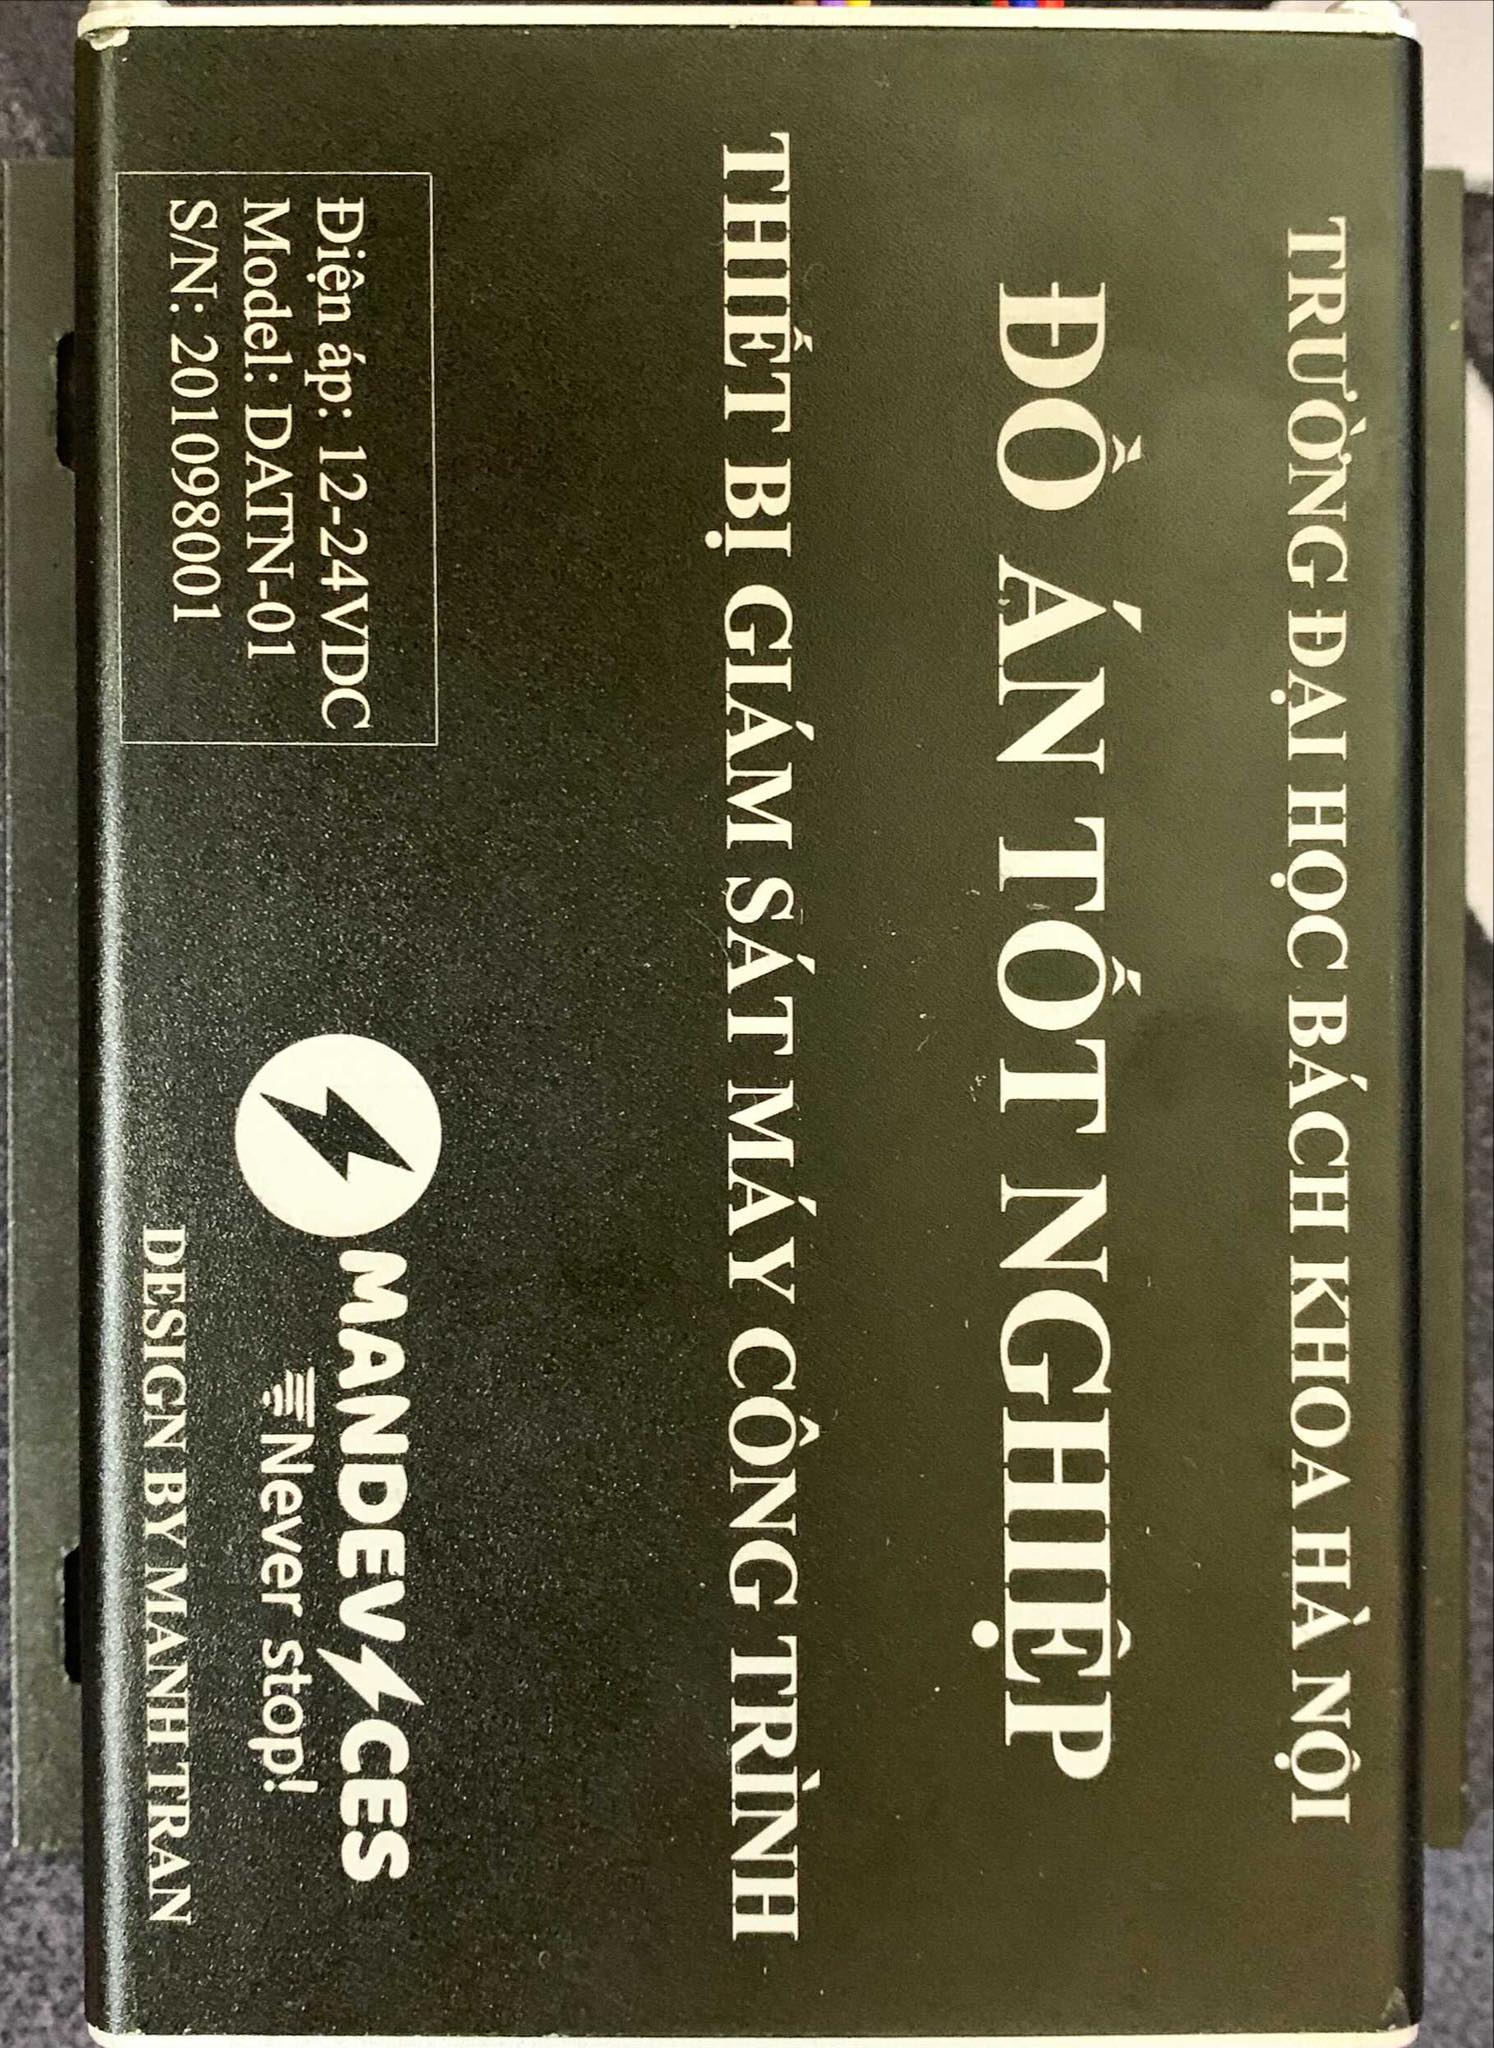 TRƯỜNG ĐẠI HỌC BÁCH KHOA HÀ NỘI
ĐỒ ÁN TỐT NGHIỆP
THIẾT BỊ GIÁM SÁT MÁY CÔNG TRÌNH
Điện áp: 12-24VDC
Model: DATN-01
S/N: 201098001
MANDEVICES
Never stop!
DESIGN BY MANH TRAN